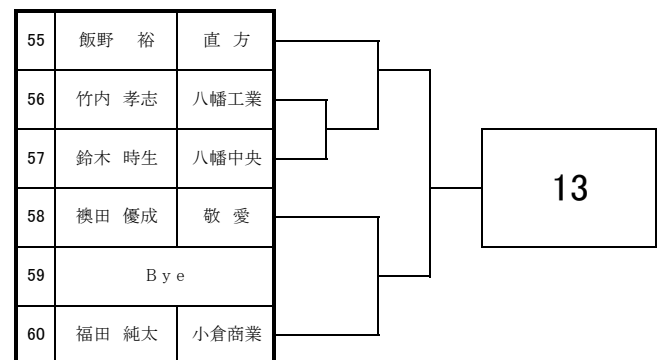 55 飯野 裕 直 方
56 竹内 孝志 八幡工業
57 鈴木 時生 八幡中央
58 襖田 優成 敬 愛
59 Bye
60 福田 純太 小倉商業
13